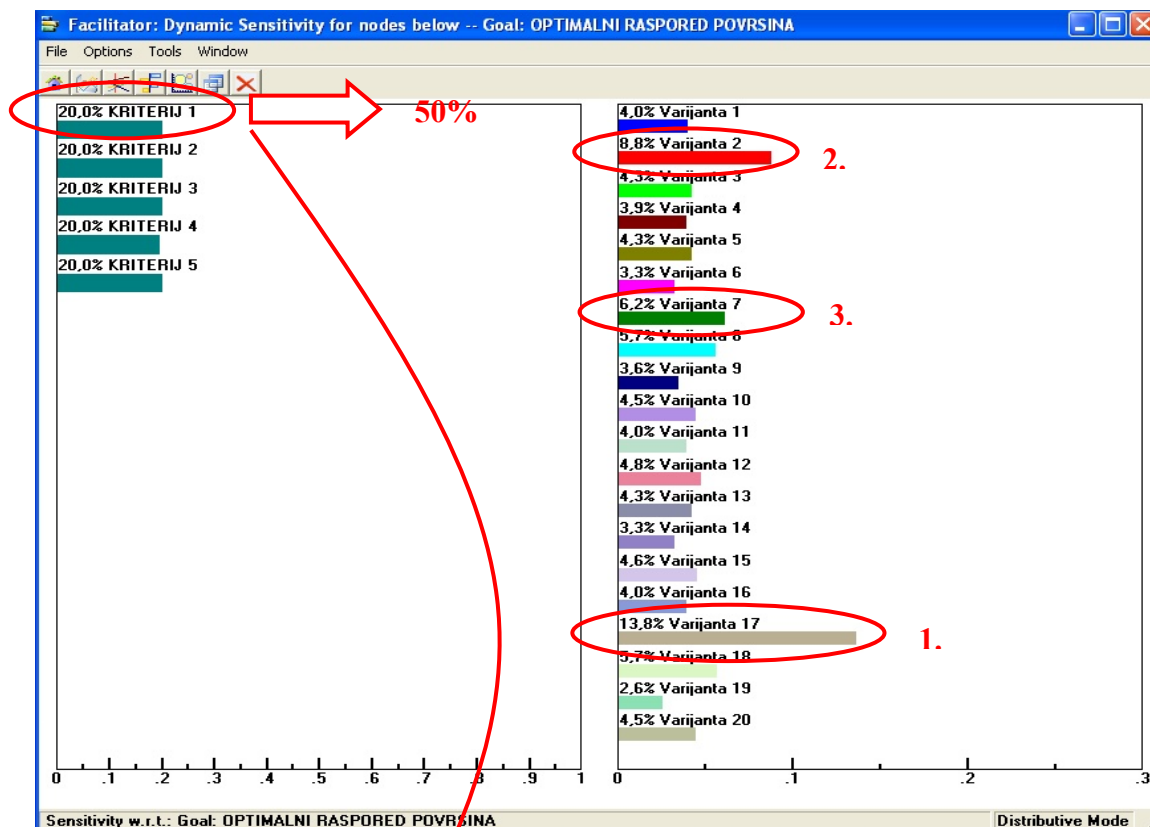 Facilitator: Dynamic Sensitivity for nodes below -- Goal: OPTIMALNI RASPORED POVRSINA
File Options Tools Window
50%
20,0% KRITERIJ 1
20,0% KRITERIJ 2
20,0% KRITERIJ 3
20,0% KRITERIJ 4
20,0% KRITERIJ 5
0 .1 .2 .3 .4 .5 .6 .7 .8 .9 1
4,0% Varijanta 1
8,8% Varijanta 2
2.
4,3% Varijanta 3
3,9% Varijanta 4
4,3% Varijanta 5
3,3% Varijanta 6
6,2% Varijanta 7
3.
5,7% Varijanta 8
3,6% Varijanta 9
4,5% Varijanta 10
4,0% Varijanta 11
4,8% Varijanta 12
4,3% Varijanta 13
3,3% Varijanta 14
4,6% Varijanta 15
4,0% Varijanta 16
13,8% Varijanta 17
1.
5,7% Varijanta 18
2,6% Varijanta 19
4,5% Varijanta 20
0 .1 .2 .3
Sensitivity w.r.t.: Goal: OPTIMALNI RASPORED POVRSINA
Distributive Mode